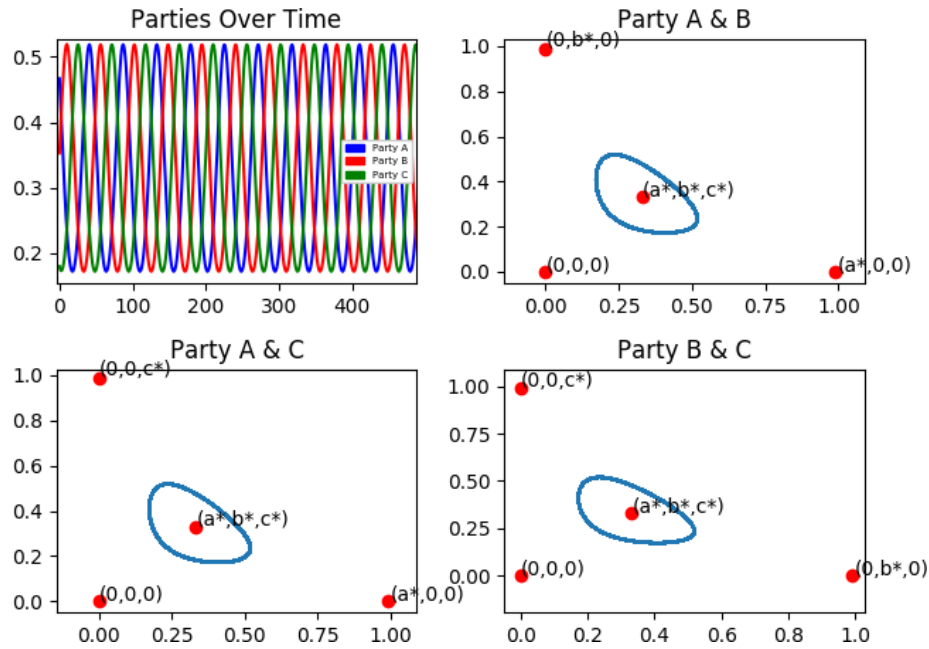 Parties Over Time
0.5
0.4
0.3
0.2
0
100
200
300
400
Party A
Party B
Party C
Party A & B
1.0
0.8
0.6
0.4
0.2
0.0
0.00
0.25
0.50
0.75
1.00
(0,b*,0)
(a*,b*,c*)
(0,0,0)
(a*,0,0)
Party A & C
1.0
0.8
0.6
0.4
0.2
0.0
0.00
0.25
0.50
0.75
1.00
(0,0,c*)
(a*,b*,c*)
(0,0,0)
(a*,0,0)
Party B & C
1.00
0.75
0.50
0.25
0.00
0.0
0.2
0.4
0.6
0.8
1.0
(0,0,c*)
(a*,b*,c*)
(0,0,0)
(0,b*,0)